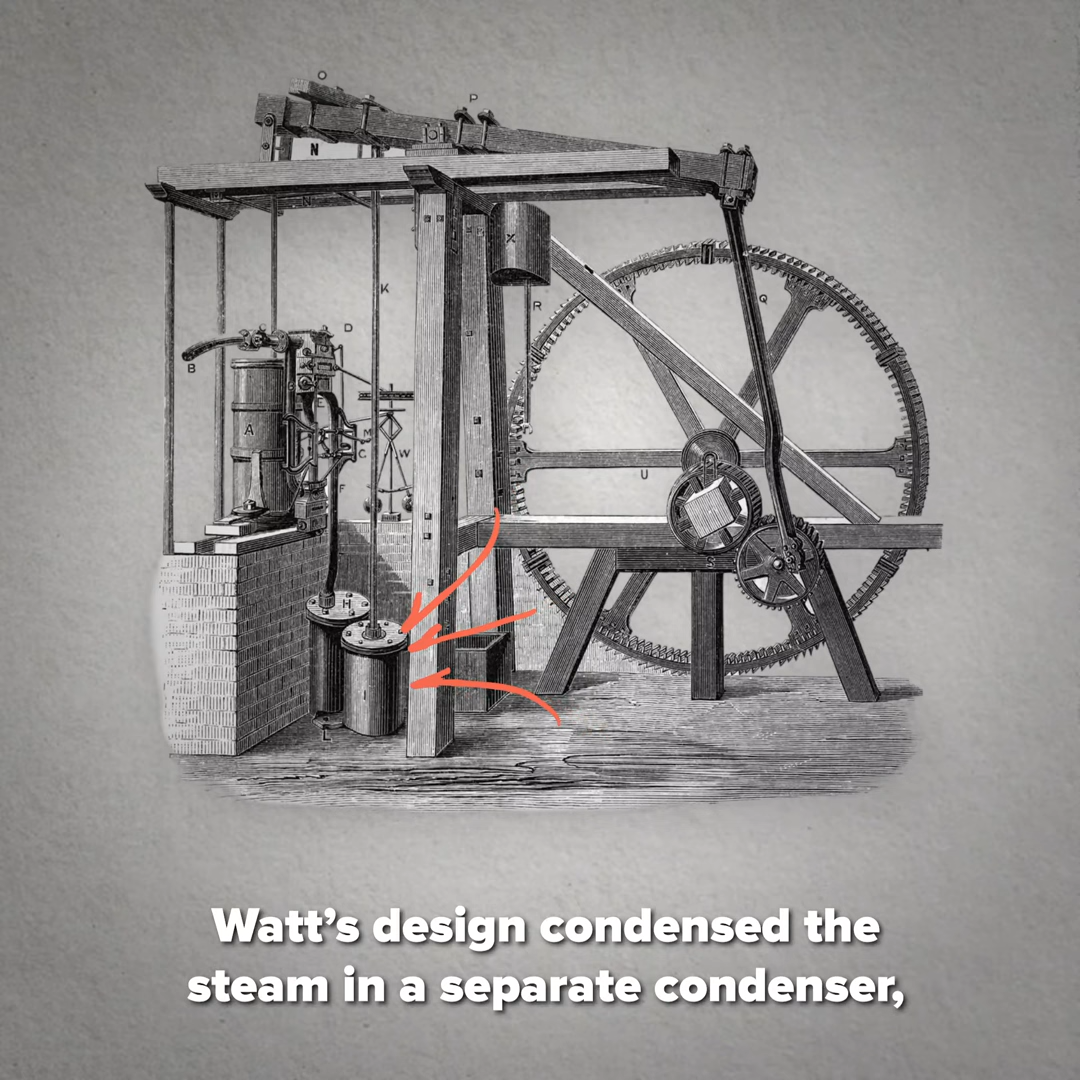 O
P
N
N
X
K
R
Q
D
B
E
A
M
C
W
U
F
S
H
I
L
Watt’s design condensed the
steam in a separate condenser,